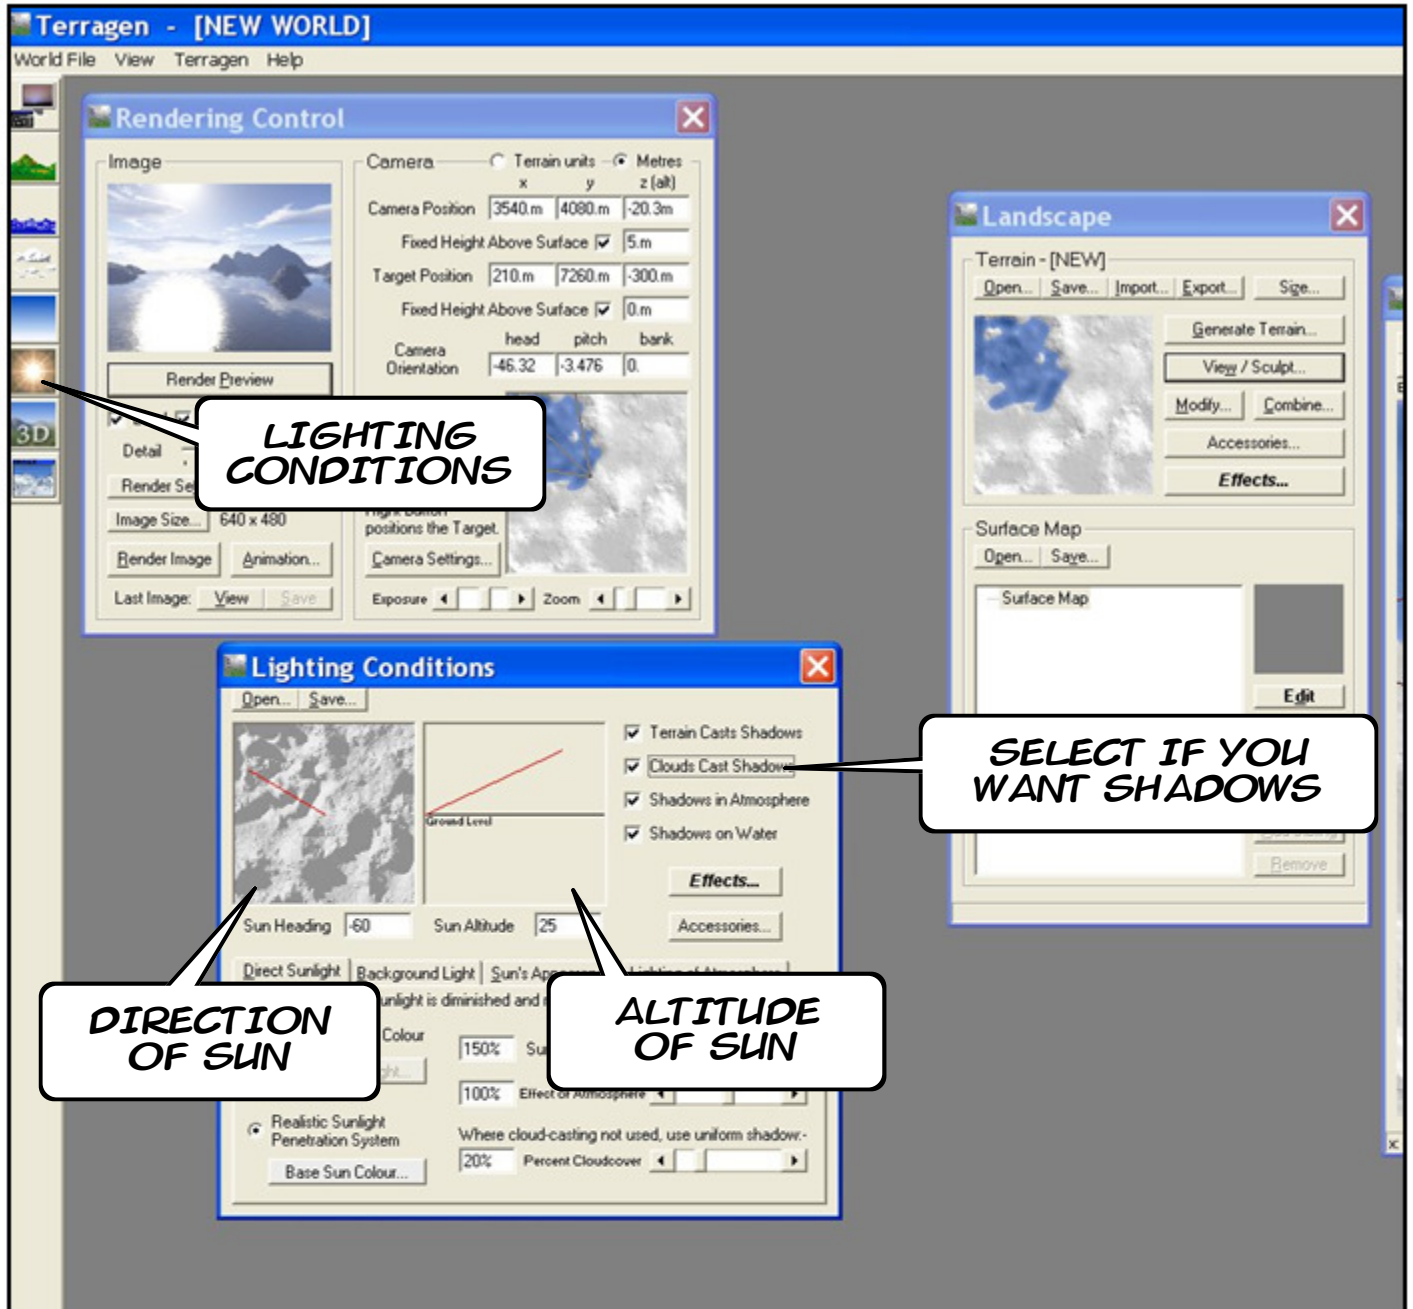 Terragen - [NEW WORLD]
World File View Terragen Help
Rendering Control
Image
Render Preview
Detail
Image Size... 640 x 480
Render Image Animation...
Last Image: View Save
Camera Terrain units Metres
x y z (alt)
Camera Position 3540.m 4080.m -20.3m
Fixed Height Above Surface 5.m
Target Position 210.m 7260.m -300.m
Fixed Height Above Surface 0.m
head pitch bank
Camera
Orientation -46.32 -3.476 0.
positions the Target.
Camera Settings...
Exposure Zoom
3D
LIGHTING
CONDITIONS
Landscape
Terrain - [NEW]
Open... Save... Import... Export... Size...
Generate Terrain...
View / Sculpt...
Modify... Combine...
Accessories...
Effects...
Surface Map
Open... Save...
Surface Map
Edit
Remove
SELECT IF YOU
WANT SHADOWS
Lighting Conditions
Open... Save...
Terrain Casts Shadows
Clouds Cast Shadows
Shadows in Atmosphere
Shadows on Water
Ground Level
Effects...
Accessories...
Sun Heading -60 Sun Altitude 25
Direct Sunlight Background Light Sun's
is diminished and
Colour
150%
100% Effect of Atmosphere
Realistic Sunlight
Penetration System
Base Sun Colour...
Where cloud-casting not used, use uniform shadow:-
20% Percent Cloudcover
DIRECTION
OF SUN
ALTITUDE
OF SUN